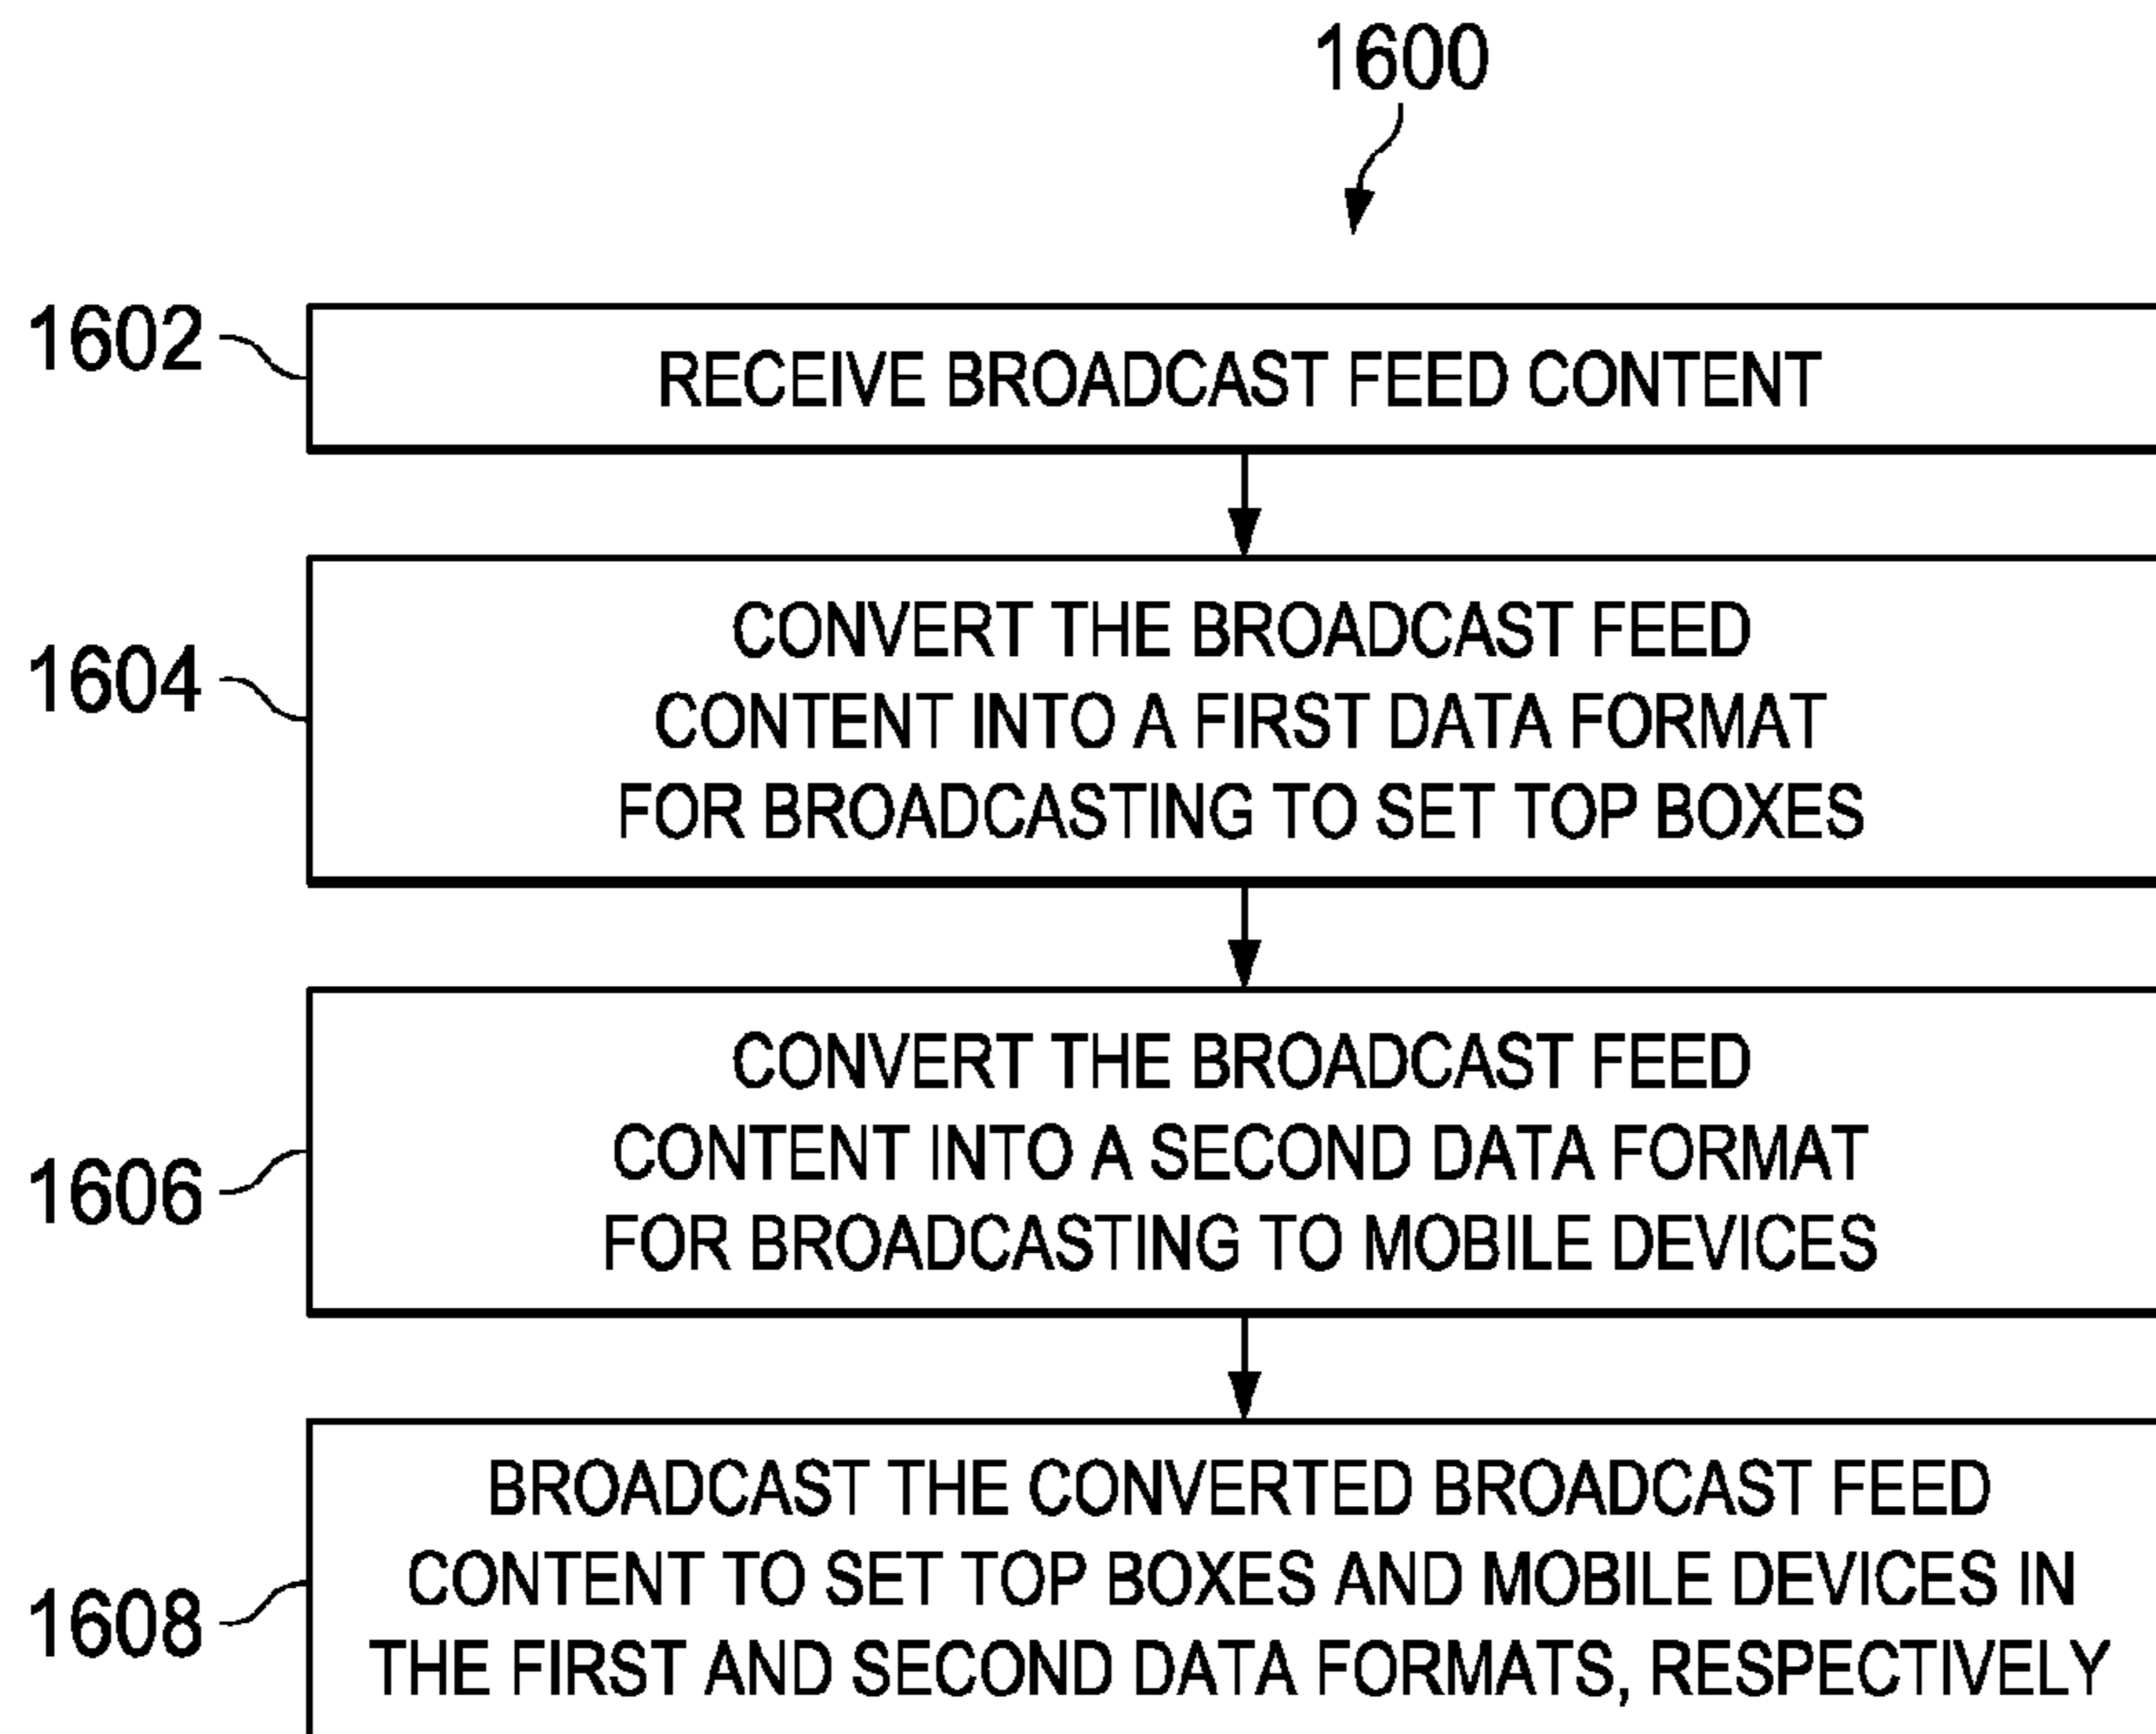 1600
1602
RECEIVE BROADCAST FEED CONTENT
1604
CONVERT THE BROADCAST FEED
CONTENT INTO A FIRST DATA FORMAT
FOR BROADCASTING TO SET TOP BOXES
1606
CONVERT THE BROADCAST FEED
CONTENT INTO A SECOND DATA FORMAT
FOR BROADCASTING TO MOBILE DEVICES
1608
BROADCAST THE CONVERTED BROADCAST FEED
CONTENT TO SET TOP BOXES AND MOBILE DEVICES IN
THE FIRST AND SECOND DATA FORMATS, RESPECTIVELY